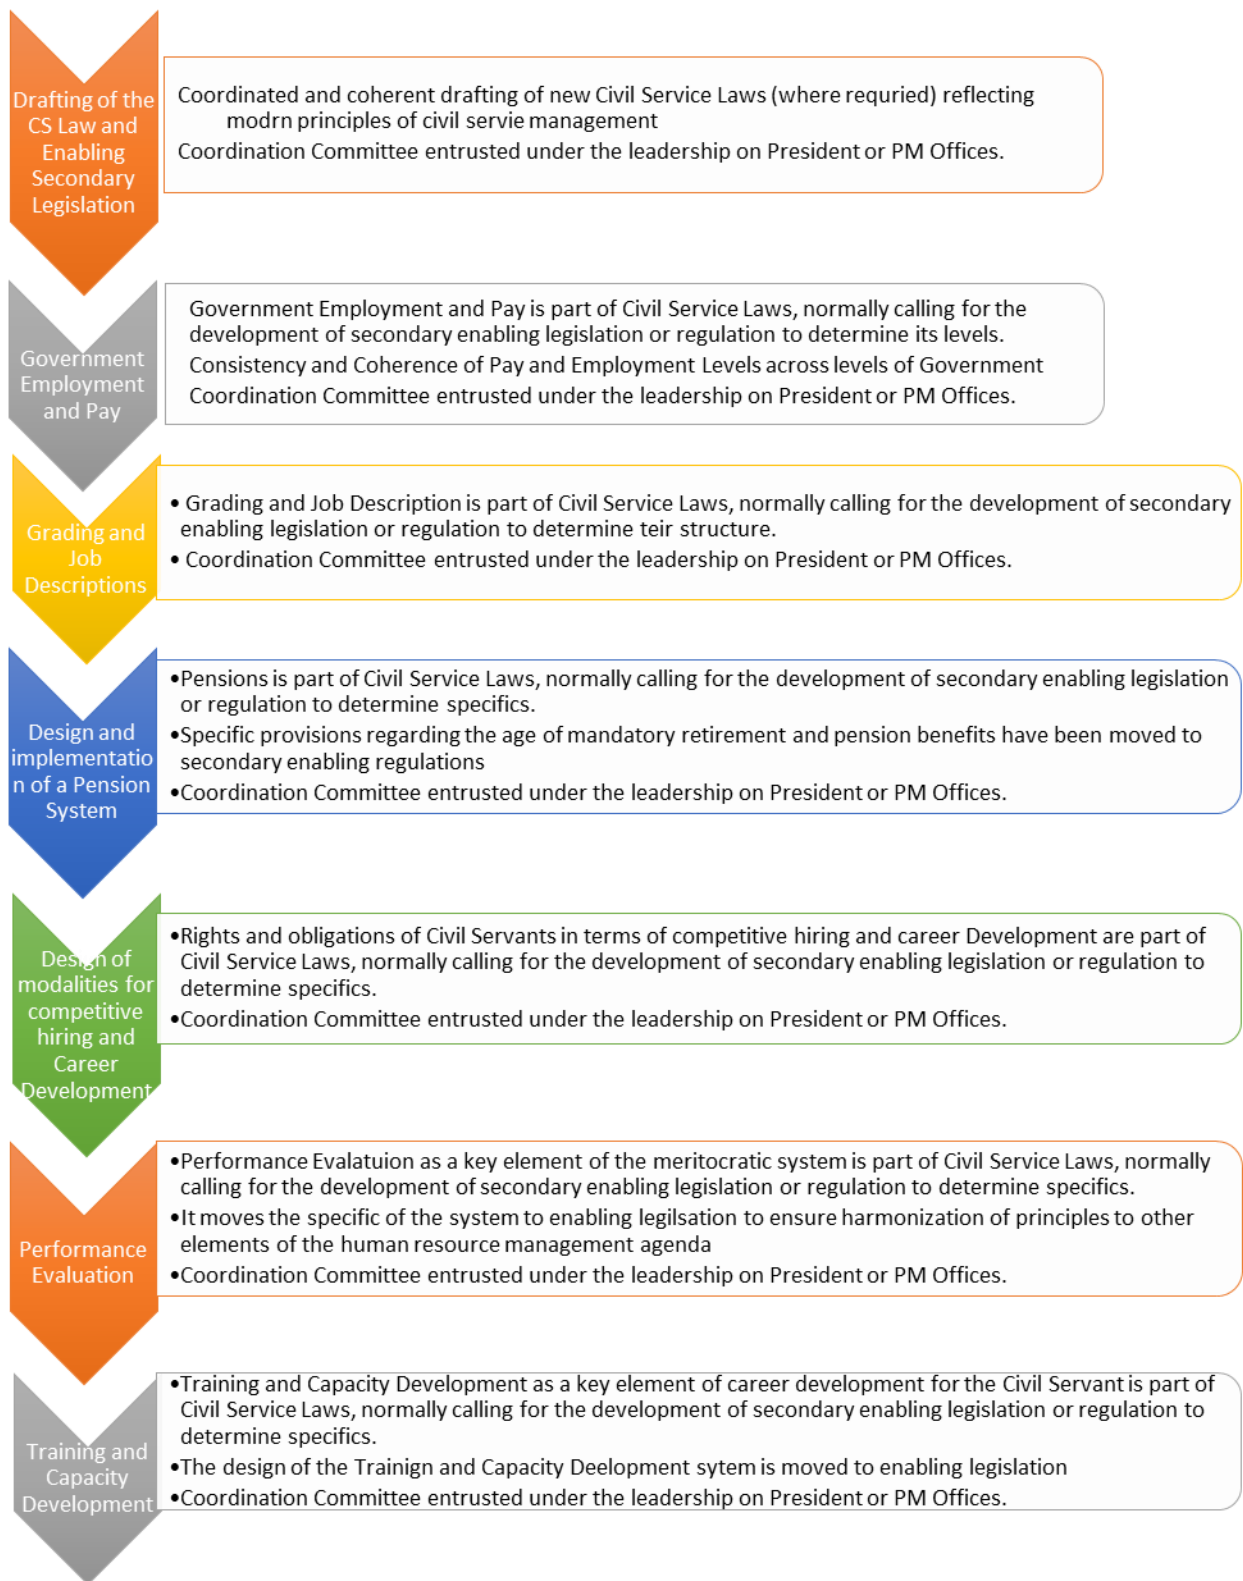 Drafting of the
CS Law and
Enabling
Secondary
Legislation
Coordinated and coherent drafting of new Civil Service Laws (where requried) reflecting
modrn principles of civil servie management
Coordination Committee entrusted under the leadership on President or PM Offices.
Government
Employment
and Pay
Government Employment and Pay is part of Civil Service Laws, normally calling for the
development of secondary enabling legislation or regulation to determine its levels.
Consistency and Coherence of Pay and Employment Levels across levels of Government
Coordination Committee entrusted under the leadership on President or PM Offices.
Grading and
Job
Descriptions
• Grading and Job Description is part of Civil Service Laws, normally calling for the development of secondary
enabling legislation or regulation to determine teir structure.
• Coordination Committee entrusted under the leadership on President or PM Offices.
Design and
implementatio
n of a Pension
System
•Pensions is part of Civil Service Laws, normally calling for the development of secondary enabling legislation
or regulation to determine specifics.
•Specific provisions regarding the age of mandatory retirement and pension benefits have been moved to
secondary enabling regulations
•Coordination Committee entrusted under the leadership on President or PM Offices.
Design of
modalities for
competitive
hiring and
Career
Development
•Rights and obligations of Civil Servants in terms of competitive hiring and career Development are part of
Civil Service Laws, normally calling for the development of secondary enabling legislation or regulation to
determine specifics.
•Coordination Committee entrusted under the leadership on President or PM Offices.
Performance
Evaluation
•Performance Evalatuion as a key element of the meritocratic system is part of Civil Service Laws, normally
calling for the development of secondary enabling legislation or regulation to determine specifics.
•It moves the specific of the system to enabling legilsation to ensure harmonization of principles to other
elements of the human resource management agenda
•Coordination Committee entrusted under the leadership on President or PM Offices.
Training and
Capacity
Development
•Training and Capacity Development as a key element of career development for the Civil Servant is part of
Civil Service Laws, normally calling for the development of secondary enabling legislation or regulation to
determine specifics.
•The design of the Trainign and Capacity Deelopment sytem is moved to enabling legislation
•Coordination Committee entrusted under the leadership on President or PM Offices.